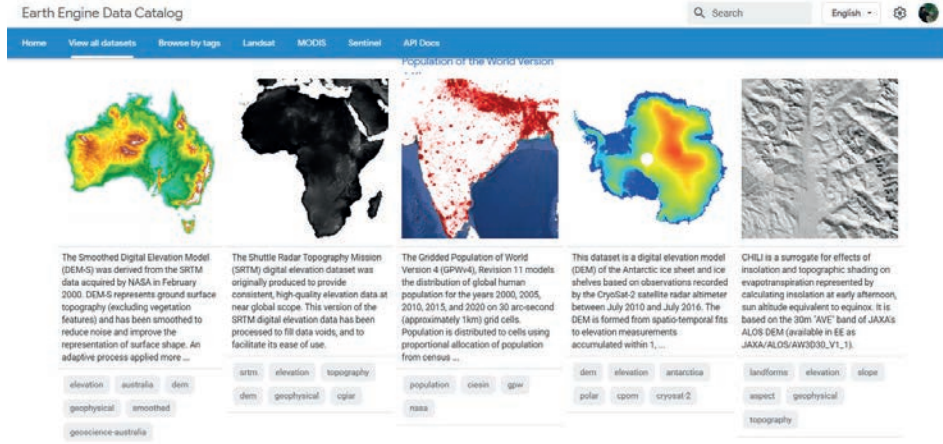 Earth Engine Data Catalog
Search
English
Home View all datasets Browse by tags Landsat MODIS Sentinel API Docs
Population of the World Version
The Smoothed Digital Elevation Model
(DEM-S) was derived from the SRTM
data acquired by NASA in February
2000. DEM-S represents ground surface
topography (excluding vegetation
features) and has been smoothed to
reduce noise and improve the
representation of surface shape. An
adaptive process applied more ...
elevation australia dem
geophysical smoothed
geoscience-australia
The Shuttle Radar Topography Mission
(SRTM) digital elevation dataset was
originally produced to provide
consistent, high-quality elevation data at
near global scope. This version of the
SRTM digital elevation data has been
processed to fill data voids, and to
facilitate its ease of use.
srtm elevation topography
dem geophysical cgiar
The Gridded Population of World
Version 4 (GPWv4), Revision 11 models
the distribution of global human
population for the years 2000, 2005,
2010, 2015, and 2020 on 30 arc-second
(approximately 1km) grid cells.
Population is distributed to cells using
proportional allocation of population
from census ...
population ciesin gpw
nasa
This dataset is a digital elevation model
(DEM) of the Antarctic ice sheet and ice
shelves based on observations recorded
by the CryoSat-2 satellite radar altimeter
between July 2010 and July 2016. The
DEM is formed from spatio-temporal fits
to elevation measurements
accumulated within 1, ...
dem elevation antarctica
polar cpom cryosat-2
CHILI is a surrogate for effects of
insolation and topographic shading on
evapotranspiration represented by
calculating insolation at early afternoon,
sun altitude equivalent to equinox. It is
based on the 30m "AVE" band of JAXA's
ALOS DEM (available in EE as
JAXA/ALOS/AW3D30_V1_1).
landforms elevation slope
aspect geophysical
topography